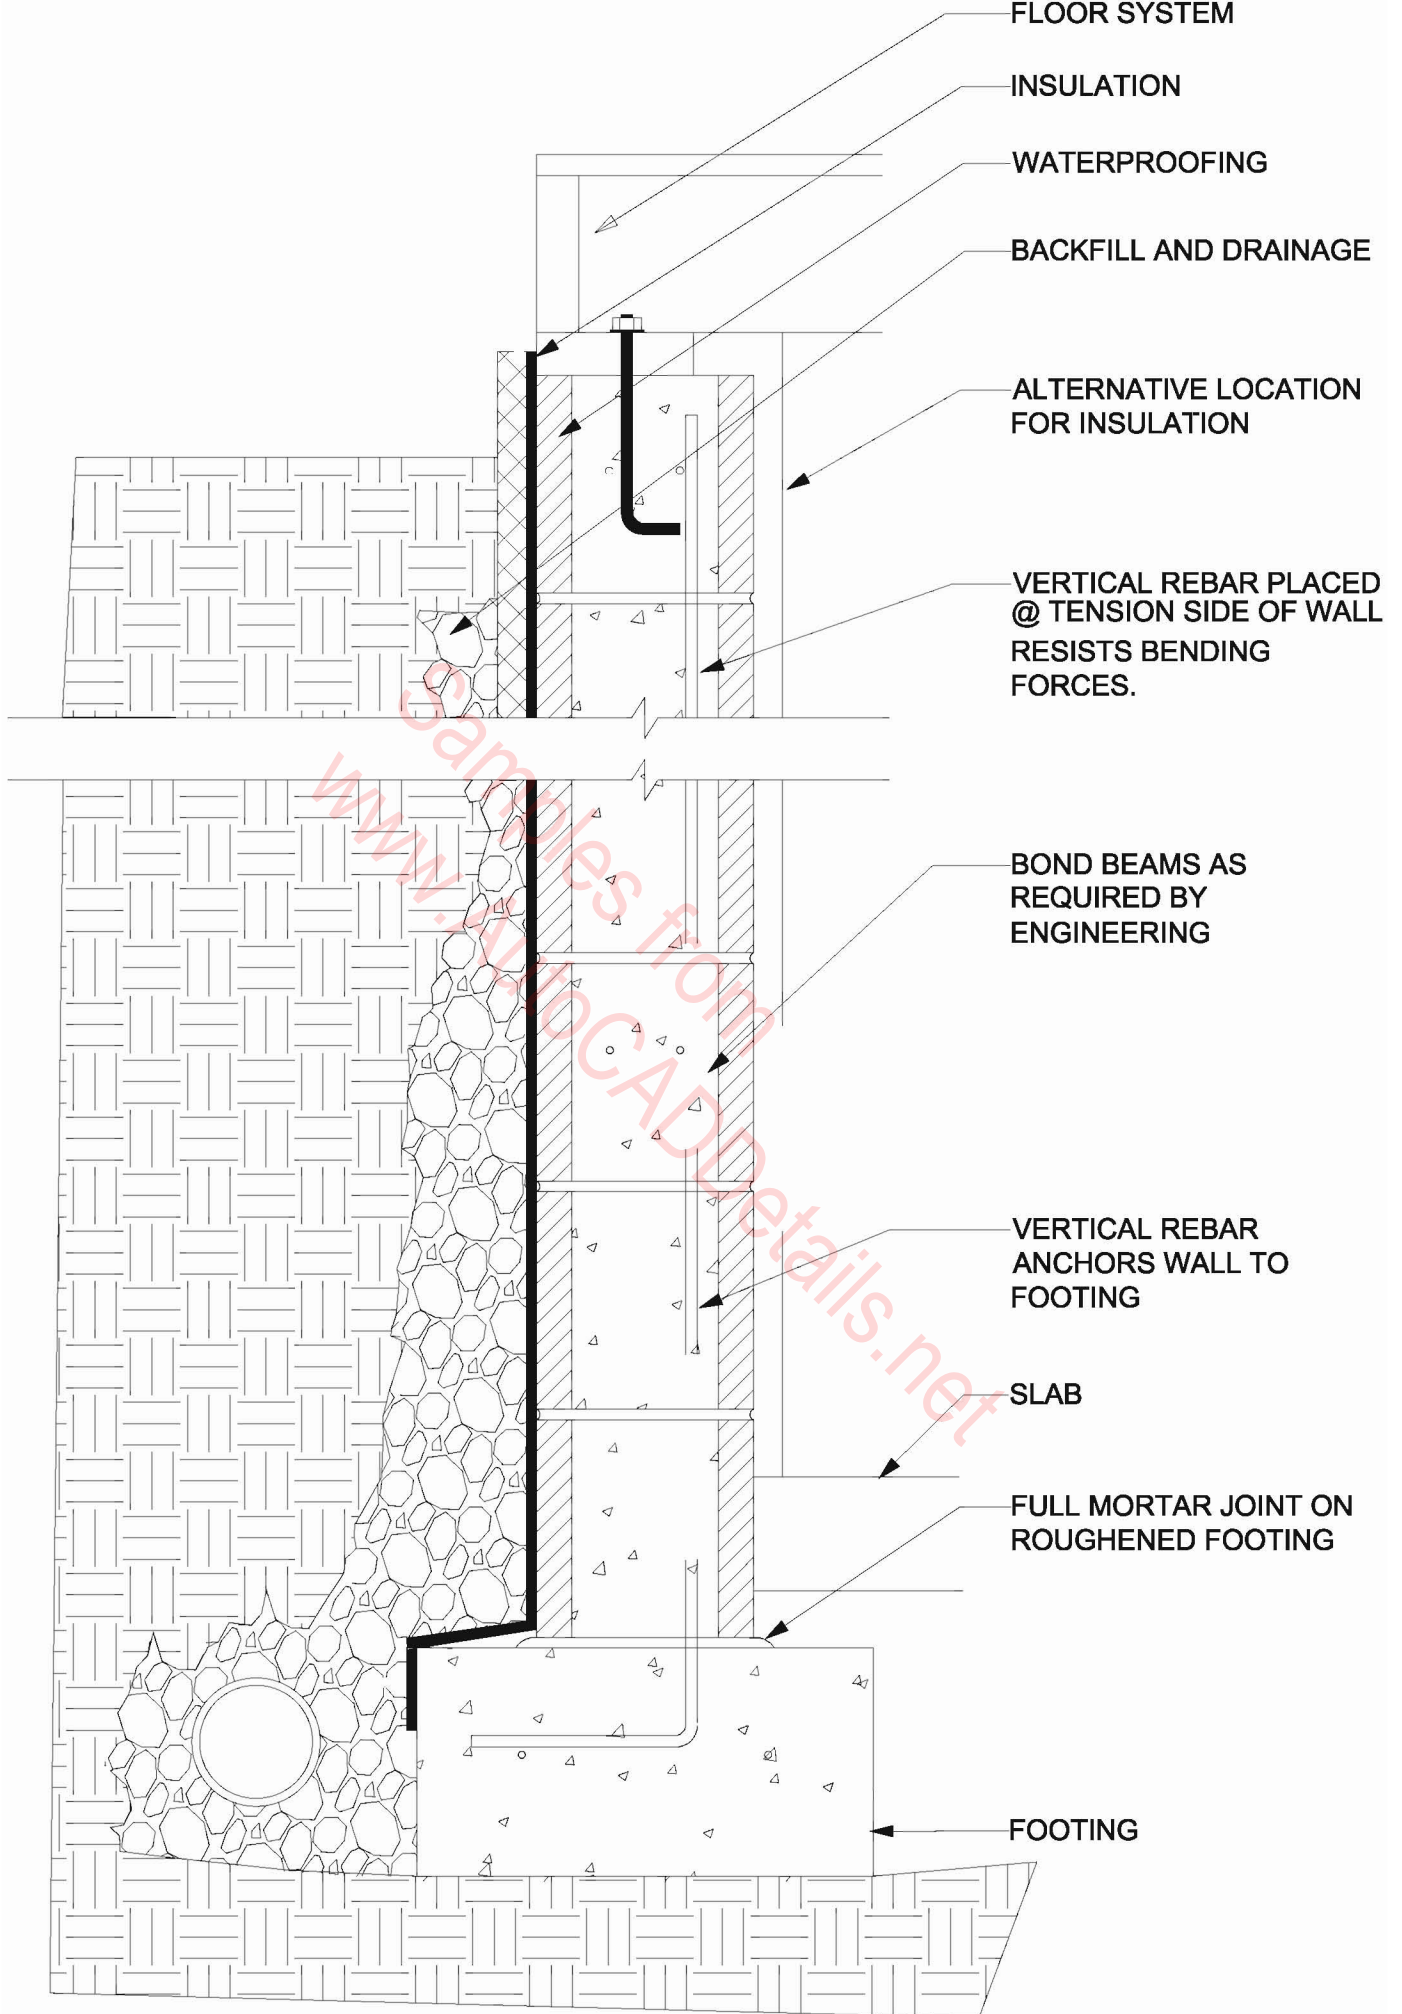 FLOOR SYSTEM
INSULATION
WATERPROOFING
BACKFILL AND DRAINAGE
ALTERNATIVE LOCATION
FOR INSULATION
VERTICAL REBAR PLACED
@ TENSION SIDE OF WALL
RESISTS BENDING
FORCES.
Samples from
www.AutoCADDetails.net
BOND BEAMS AS
REQUIRED BY
ENGINEERING
VERTICAL REBAR
ANCHORS WALL TO
FOOTING
SLAB
FULL MORTAR JOINT ON
ROUGHENED FOOTING
FOOTING